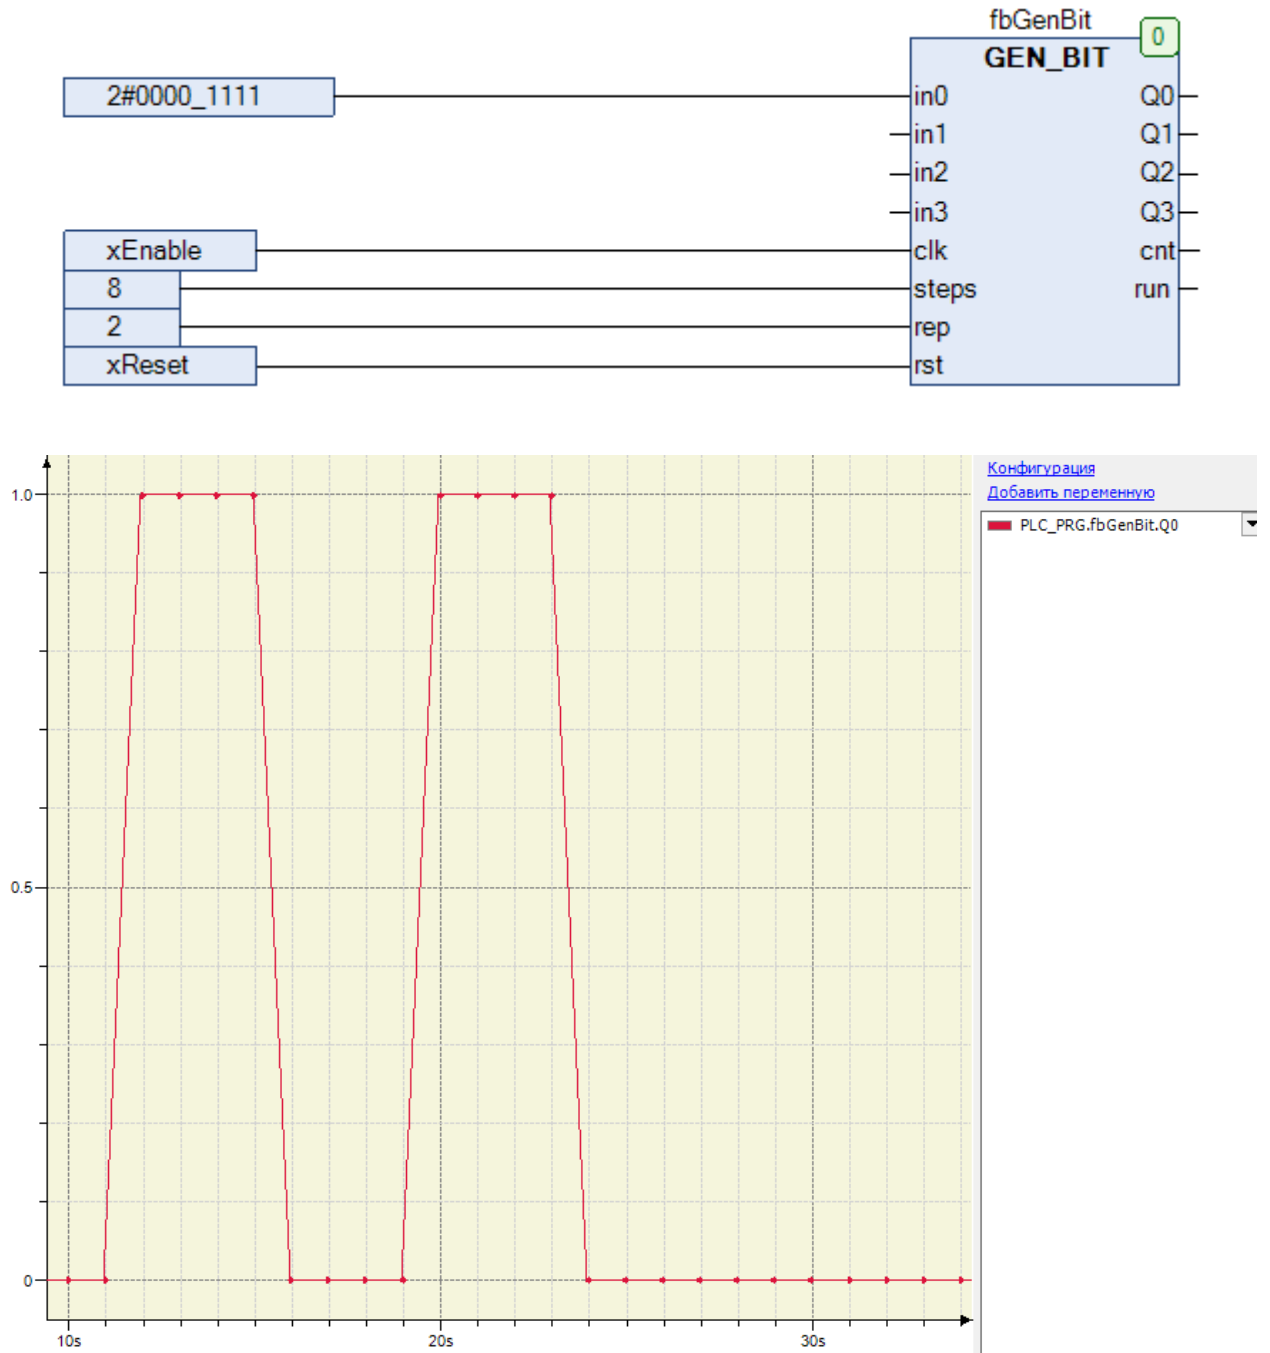 fbGenBit
0
GEN_BIT
2#0000_1111
in0
Q0
in1
Q1
in2
Q2
in3
Q3
xEnable
clk
cnt
8
steps
run
2
rep
xReset
rst
Конфигурация
Добавить переменную
PLC_PRG.fbGenBit.Q0
1.0
0.5
0
10s
20s
30s